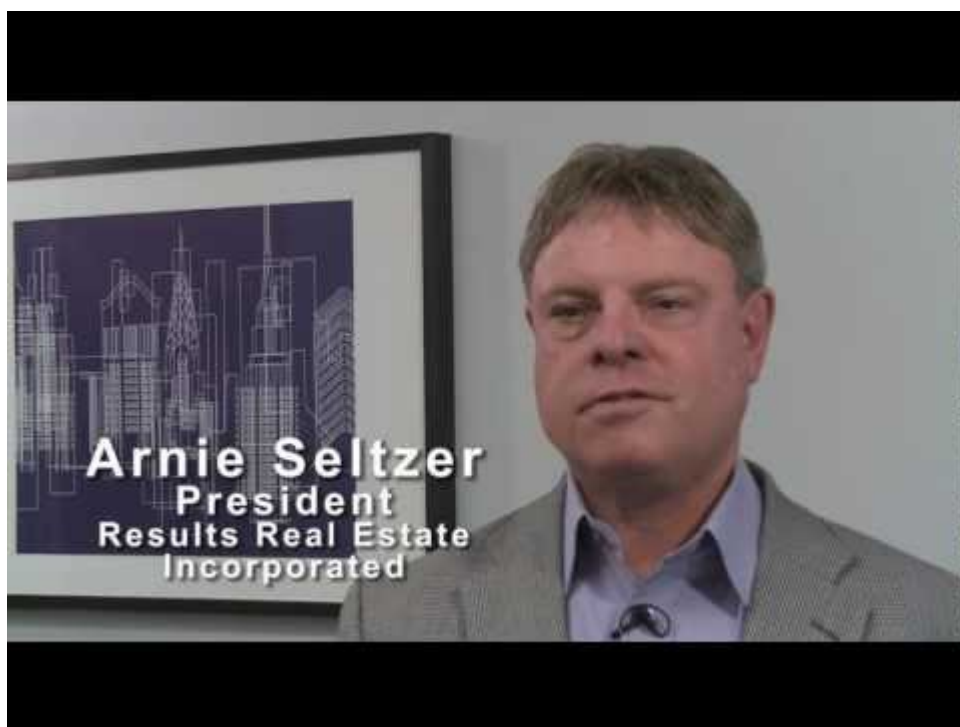 Arnie Seltzer
President
Results Real Estate
Incorporated